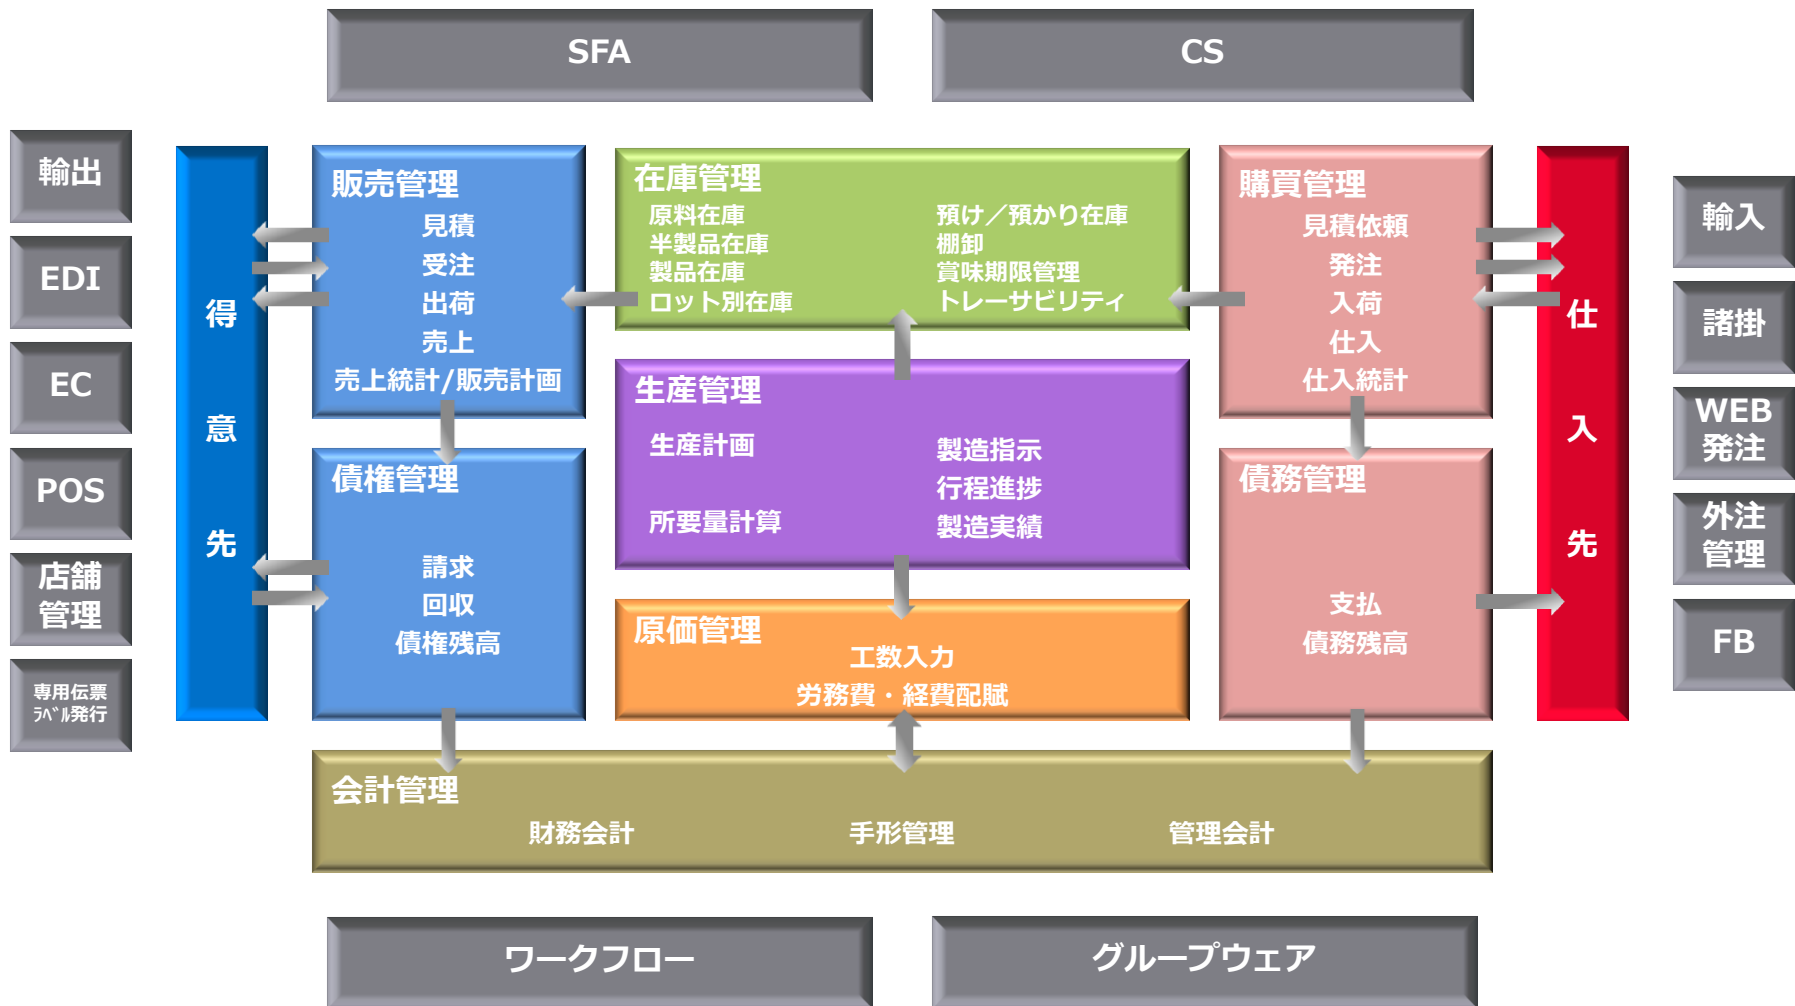 SFA
CS
輸出
EDI
EC
POS
店舗
管理
専用伝票
ﾗﾍﾞﾙ発行
得
意
先
販売管理
見積
受注
出荷
売上
売上統計/販売計画
債権管理
請求
回収
債権残高
在庫管理
原料在庫
半製品在庫
製品在庫
ロット別在庫
預け／預かり在庫
棚卸
賞味期限管理
トレーサビリティ
生産管理
生産計画
所要量計算
製造指示
行程進捗
製造実績
原価管理
工数入力
労務費・経費配賦
購買管理
見積依頼
発注
入荷
仕入
仕入統計
債務管理
支払
債務残高
仕
入
先
輸入
諸掛
WEB
発注
外注
管理
FB
会計管理
財務会計
手形管理
管理会計
ワークフロー
グループウェア